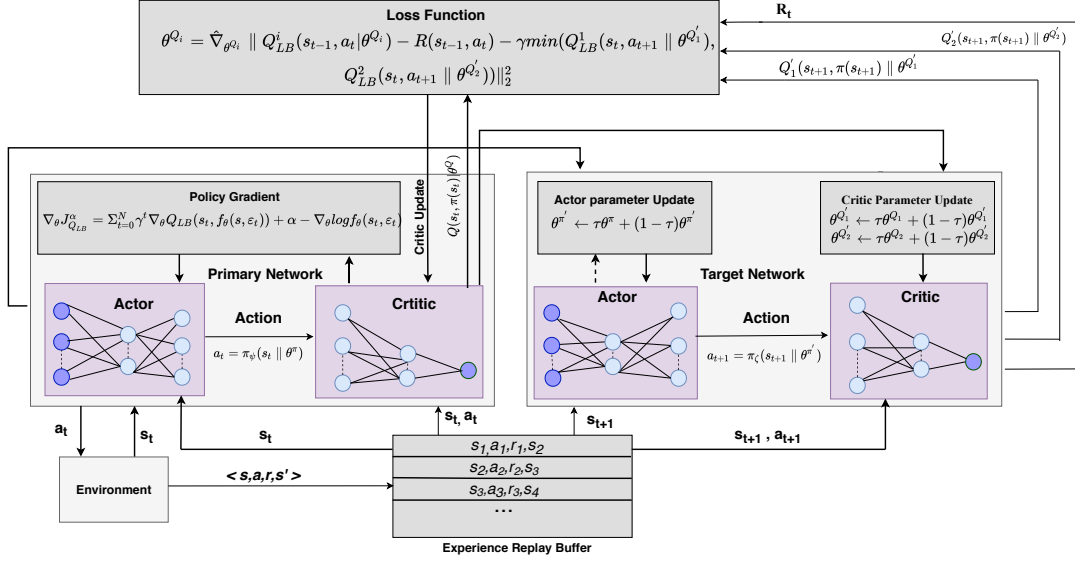 Loss Function
θ^{Q_i} = ∇̂_{θ^{Q_i}} ∥ Q^i_{LB}(s_{t−1}, a_t|θ^{Q_i}) − R(s_{t−1}, a_t) − γmin(Q^1_{LB}(s_t, a_{t+1} ∥ θ^{Q'_1}),
Q^2_{LB}(s_t, a_{t+1} ∥ θ^{Q'_2}))∥^2_2
R_t
Q'_2(s_{t+1}, π(s_{t+1}) ∥ θ^{Q'_2})
Q'_1(s_{t+1}, π(s_{t+1}) ∥ θ^{Q'_1}
Policy Gradient
∇_θ J^α_{Q_{LB}} = Σ^N_{t=0} γ^t ∇_θ Q_{LB}(s_t, f_θ(s, ε_t)) + α − ∇_θ logf_θ(s_t, ε_t)
Critic Update
Q(s_t, π(s_t)|θ^Q)
Actor parameter Update
θ^{π'} ← τθ^π + (1 − τ)θ^{π'}
Critic Parameter Update
θ^{Q'_1} ← τθ^{Q_1} + (1 − τ)θ^{Q'_1}
θ^{Q'_2} ← τθ^{Q_2} + (1 − τ)θ^{Q'_2}
Primary Network
Target Network
Actor
Action
a_t = π_ψ(s_t ∥ θ^π)
Crtitic
Actor
Action
a_{t+1} = π_ζ(s_{t+1} ∥ θ^{π'})
Critic
a_t
s_t
s_t
s_t, a_t
s_{t+1}
s_{t+1} , a_{t+1}
Environment
< s,a,r,s' >
s_1,a_1,r_1,s_2
s_2,a_2,r_2,s_3
s_3,a_3,r_3,s_4
...
Experience Replay Buffer